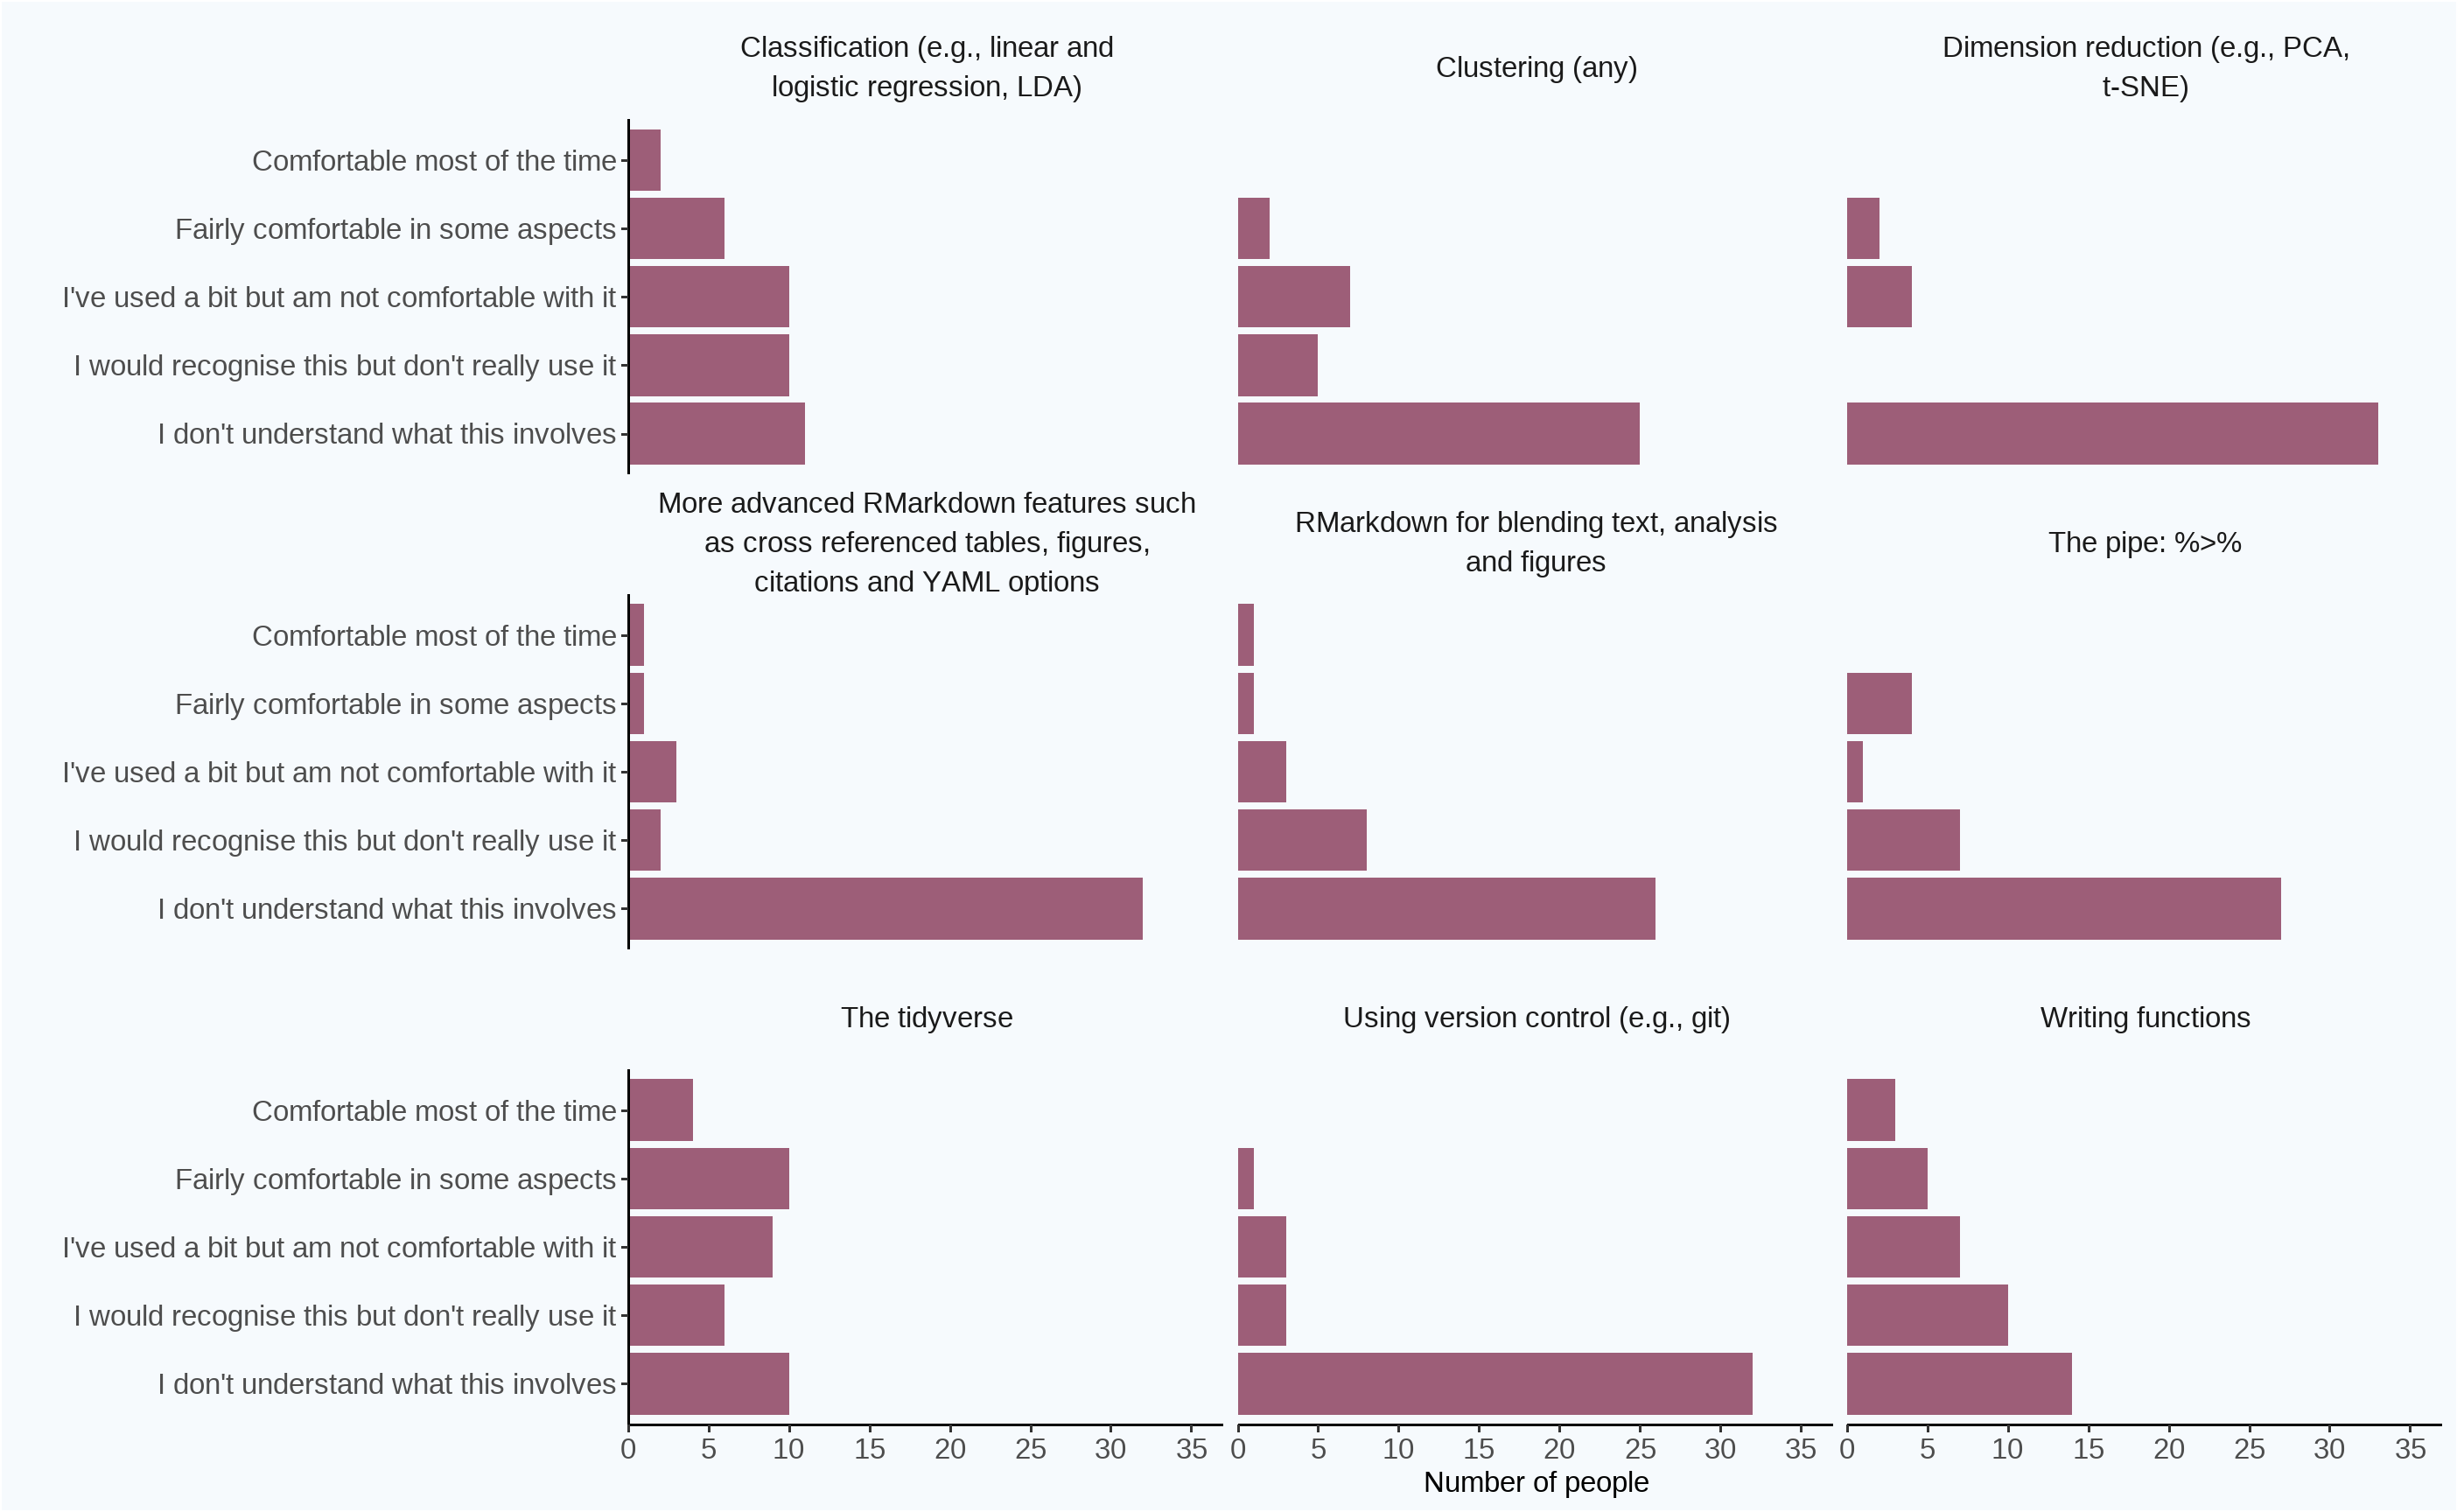 Classification (e.g., linear and
logistic regression, LDA)
Clustering (any)
Dimension reduction (e.g., PCA,
t-SNE)
Comfortable most of the time
Fairly comfortable in some aspects
I've used a bit but am not comfortable with it
I would recognise this but don't really use it
I don't understand what this involves
More advanced RMarkdown features such
as cross referenced tables, figures,
citations and YAML options
RMarkdown for blending text, analysis
and figures
The pipe: %>%
Comfortable most of the time
Fairly comfortable in some aspects
I've used a bit but am not comfortable with it
I would recognise this but don't really use it
I don't understand what this involves
The tidyverse
Using version control (e.g., git)
Writing functions
Comfortable most of the time
Fairly comfortable in some aspects
I've used a bit but am not comfortable with it
I would recognise this but don't really use it
I don't understand what this involves
0 5 10 15 20 25 30 35
0 5 10 15 20 25 30 35
0 5 10 15 20 25 30 35
Number of people